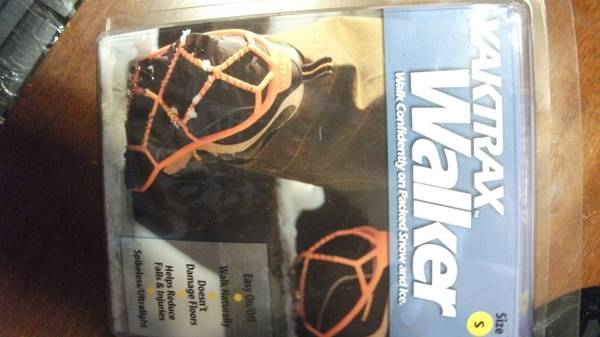 YAKTRAX™
Walker
Walk Confidently on Packed Snow and Ice.
Size
S
Easy On/Off
Walk Naturally
Doesn't
Damage Floors
Helps Reduce
Falls & Injuries
Spikeless/Ultralight